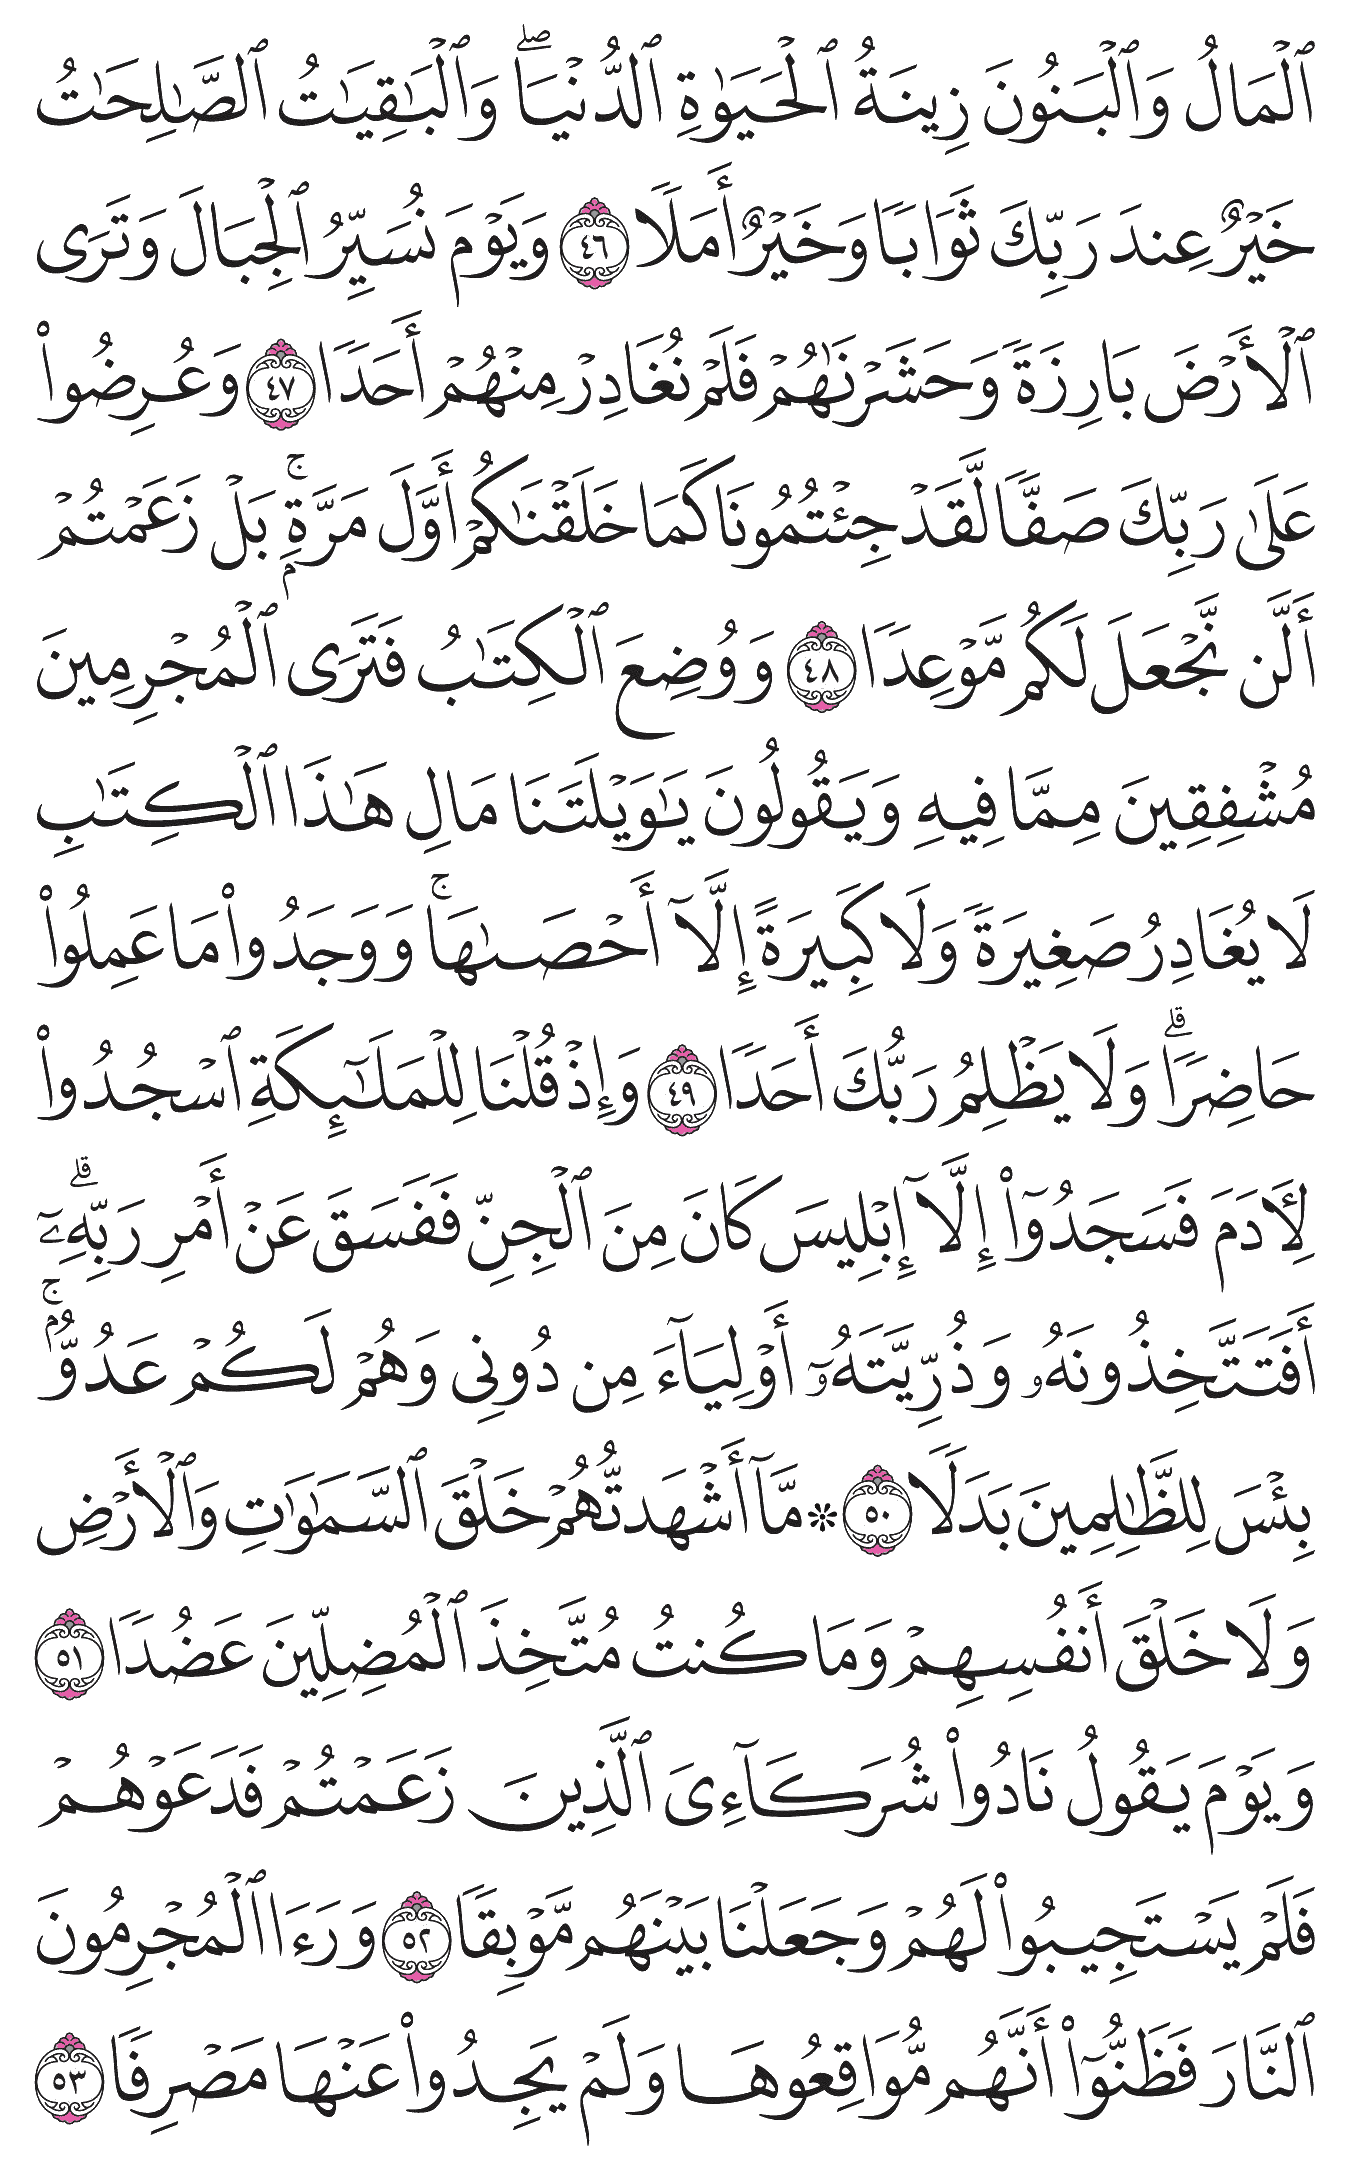 ٱلۡمَالُ وَٱلۡبَنُونَ زِينَةُ ٱلۡحَيَوٰةِ ٱلدُّنۡيَاۖ وَٱلۡبَٰقِيَٰتُ ٱلصَّٰلِحَٰتُ
خَيۡرٌ عِندَ رَبِّكَ ثَوَابٗا وَخَيۡرٌ أَمَلٗا ٤٦ وَيَوۡمَ نُسَيِّرُ ٱلۡجِبَالَ وَتَرَى
ٱلۡأَرۡضَ بَارِزَةٗ وَحَشَرۡنَٰهُمۡ فَلَمۡ نُغَادِرۡ مِنۡهُمۡ أَحَدٗا ٤٧ وَعُرِضُواْ
عَلَىٰ رَبِّكَ صَفّٗا لَّقَدۡ جِئۡتُمُونَا كَمَا خَلَقۡنَٰكُمۡ أَوَّلَ مَرَّةِۭۚ بَلۡ زَعَمۡتُمۡ
أَلَّن نَّجۡعَلَ لَكُم مَّوۡعِدٗا ٤٨ وَوُضِعَ ٱلۡكِتَٰبُ فَتَرَى ٱلۡمُجۡرِمِينَ
مُشۡفِقِينَ مِمَّا فِيهِ وَيَقُولُونَ يَٰوَيۡلَتَنَا مَالِ هَٰذَا ٱلۡكِتَٰبِ
لَا يُغَادِرُ صَغِيرَةٗ وَلَا كَبِيرَةً إِلَّآ أَحۡصَىٰهَاۚ وَوَجَدُواْ مَا عَمِلُواْ
حَاضِرٗاۗ وَلَا يَظۡلِمُ رَبُّكَ أَحَدٗا ٤٩ وَإِذۡ قُلۡنَا لِلۡمَلَٰٓئِكَةِ ٱسۡجُدُواْ
لِأٓدَمَ فَسَجَدُوٓاْ إِلَّآ إِبۡلِيسَ كَانَ مِنَ ٱلۡجِنِّ فَفَسَقَ عَنۡ أَمۡرِ رَبِّهِۦٓۗ
أَفَتَتَّخِذُونَهُۥ وَذُرِّيَّتَهُۥٓ أَوۡلِيَآءَ مِن دُونِي وَهُمۡ لَكُمۡ عَدُوُّۢۚ
بِئۡسَ لِلظَّٰلِمِينَ بَدَلٗا ٥٠ ۞ مَّآ أَشۡهَدتُّهُمۡ خَلۡقَ ٱلسَّمَٰوَٰتِ وَٱلۡأَرۡضِ
وَلَا خَلۡقَ أَنفُسِهِمۡ وَمَا كُنتُ مُتَّخِذَ ٱلۡمُضِلِّينَ عَضُدٗا ٥١
وَيَوۡمَ يَقُولُ نَادُواْ شُرَكَآءِيَ ٱلَّذِينَ زَعَمۡتُمۡ فَدَعَوۡهُمۡ
فَلَمۡ يَسۡتَجِيبُواْ لَهُمۡ وَجَعَلۡنَا بَيۡنَهُم مَّوۡبِقٗا ٥٢ وَرَءَا ٱلۡمُجۡرِمُونَ
ٱلنَّارَ فَظَنُّوٓاْ أَنَّهُم مُّوَاقِعُوهَا وَلَمۡ يَجِدُواْ عَنۡهَا مَصۡرِفٗا ٥٣